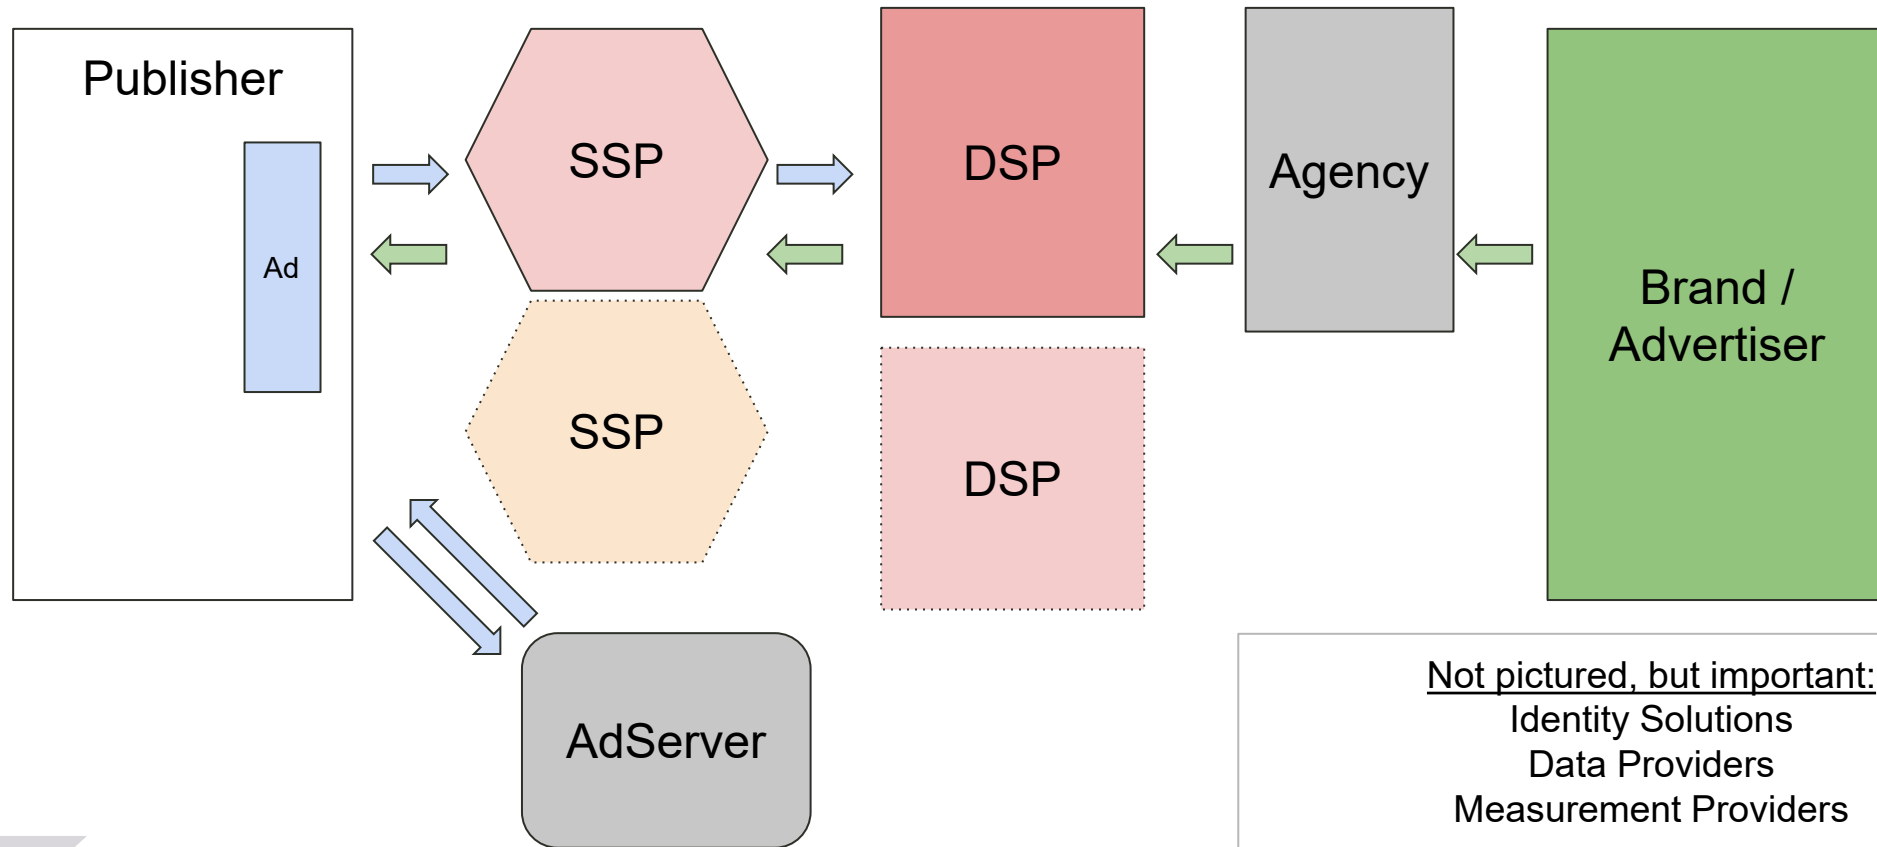 Publisher
Ad
SSP
SSP
DSP
DSP
Agency
Brand /
Advertiser
AdServer
Not pictured, but important:
Identity Solutions
Data Providers
Measurement Providers